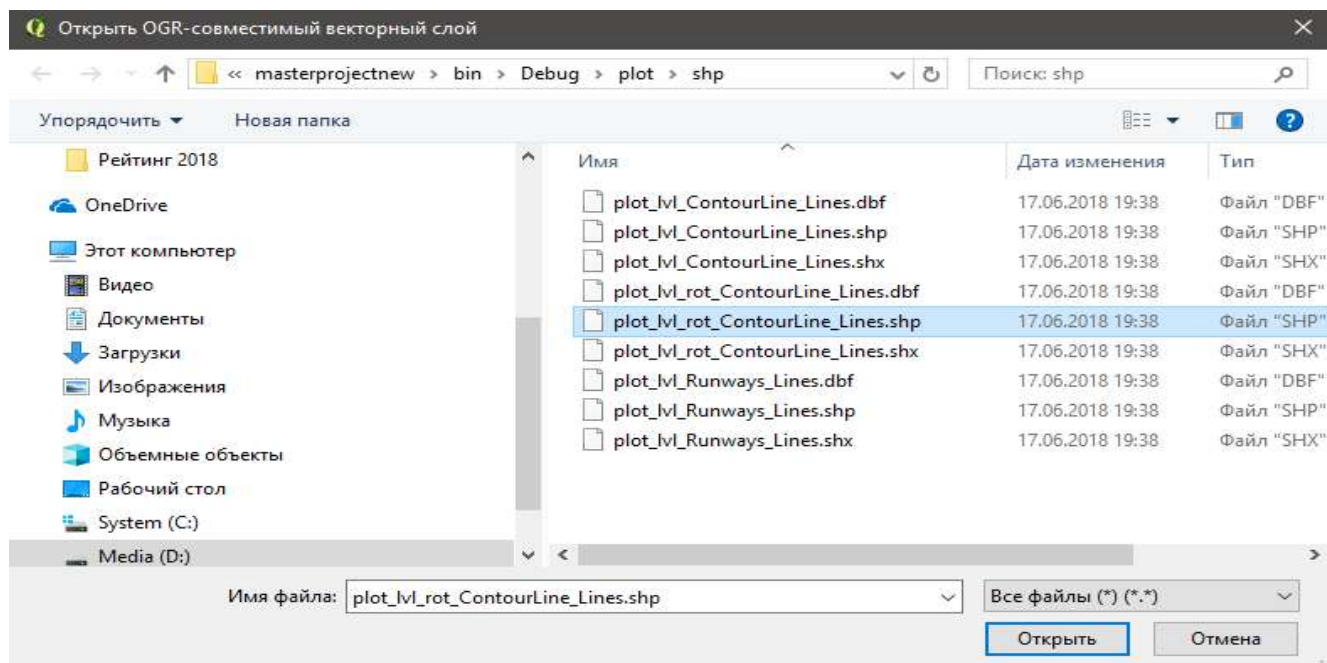 Открыть OGR-совместимый векторный слой
« masterprojectnew > bin > Debug > plot > shp
Поиск: shp
Упорядочить
Новая папка
Рейтинг 2018
OneDrive
Этот компьютер
Видео
Документы
Загрузки
Изображения
Музыка
Объемные объекты
Рабочий стол
System (C:)
Media (D:)
Имя Дата изменения Тип
plot_lvl_ContourLine_Lines.dbf 17.06.2018 19:38 Файл "DBF"
plot_lvl_ContourLine_Lines.shp 17.06.2018 19:38 Файл "SHP"
plot_lvl_ContourLine_Lines.shx 17.06.2018 19:38 Файл "SHX"
plot_lvl_rot_ContourLine_Lines.dbf 17.06.2018 19:38 Файл "DBF"
plot_lvl_rot_ContourLine_Lines.shp 17.06.2018 19:38 Файл "SHP"
plot_lvl_rot_ContourLine_Lines.shx 17.06.2018 19:38 Файл "SHX"
plot_lvl_Runways_Lines.dbf 17.06.2018 19:38 Файл "DBF"
plot_lvl_Runways_Lines.shp 17.06.2018 19:38 Файл "SHP"
plot_lvl_Runways_Lines.shx 17.06.2018 19:38 Файл "SHX"
Имя файла: plot_lvl_rot_ContourLine_Lines.shp
Все файлы (*) (*.*)
Открыть
Отмена